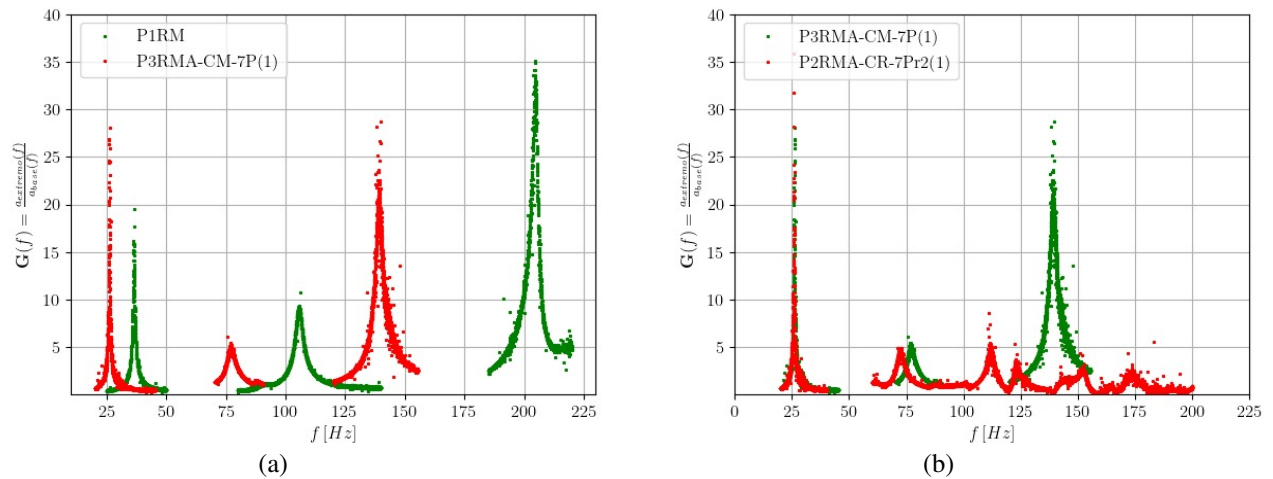 40
35
30
25
20
15
10
5
G(f) = a_extremo(f) / a_base(f)
P1RM
P3RMA-CM-7P(1)
25 50 75 100 125 150 175 200 225
f [Hz]
(a)
40
35
30
25
20
15
10
5
G(f) = a_extremo(f) / a_base(f)
P3RMA-CM-7P(1)
P2RMA-CR-7Pr2(1)
0 25 50 75 100 125 150 175 200 225
f [Hz]
(b)